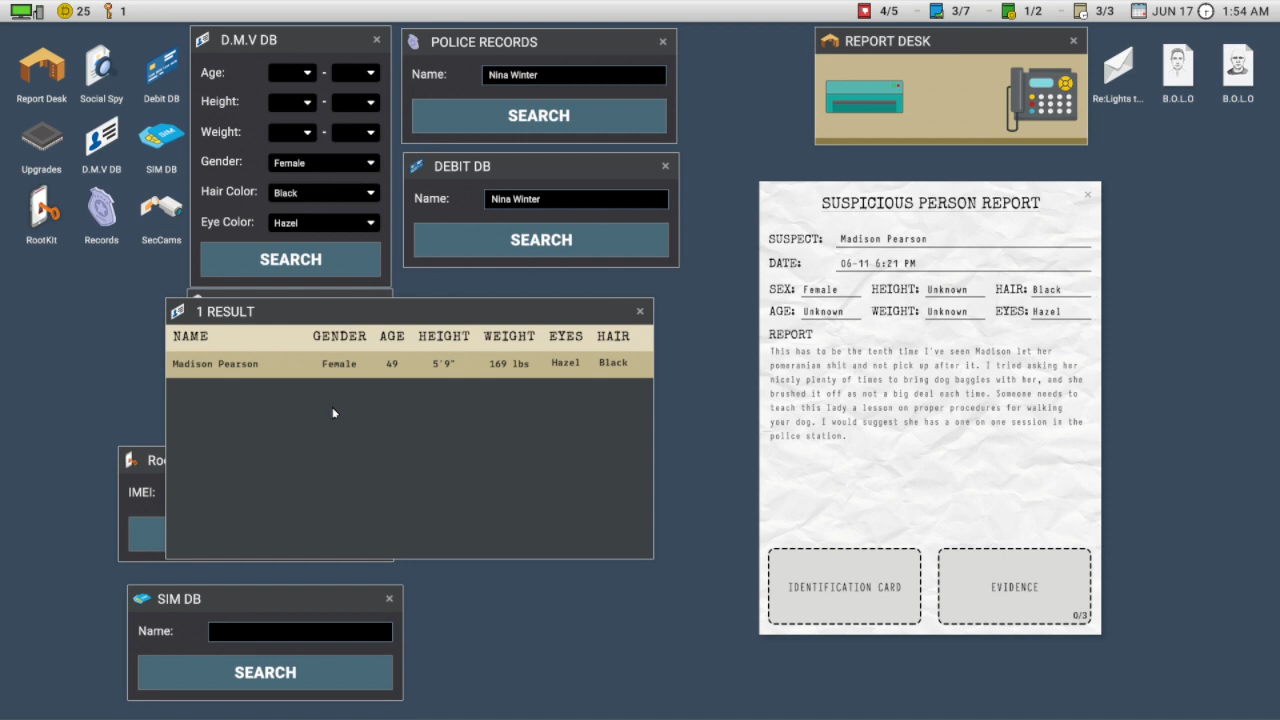 25
1
4/5
3/7
1/2
3/3
JUN 17
1:54 AM
Report Desk
Social Spy
Debit DB
Upgrades
D.M.V DB
SIM DB
RootKit
Records
SecCams
D.M.V DB
Age:
-
Height:
-
Weight:
-
Gender: Female
Hair Color: Black
Eye Color: Hazel
SEARCH
POLICE RECORDS
Name: Nina Winter
SEARCH
DEBIT DB
Name: Nina Winter
SEARCH
1 RESULT
NAME GENDER AGE HEIGHT WEIGHT EYES HAIR
Madison Pearson Female 49 5'9" 169 lbs Hazel Black
Roo
IMEI:
SIM DB
Name:
SEARCH
REPORT DESK
Re:Lights t...
B.O.L.O
B.O.L.O
SUSPICIOUS PERSON REPORT
SUSPECT: Madison Pearson
DATE: 06-11 6:21 PM
SEX: Female HEIGHT: Unknown HAIR: Black
AGE: Unknown WEIGHT: Unknown EYES: Hazel
REPORT
This has to be the tenth time I've seen Madison let her
pomaranian shit and not pick up after it. I tried asking her
nicely plenty of times to bring dog baggies with her, and she
brushed it off as not a big deal each time. Someone needs to
teach this lady a lesson on proper procedures for walking
your dog. I would suggest she has a one on one session in the
police station.
IDENTIFICATION CARD
EVIDENCE
0/3
SIM